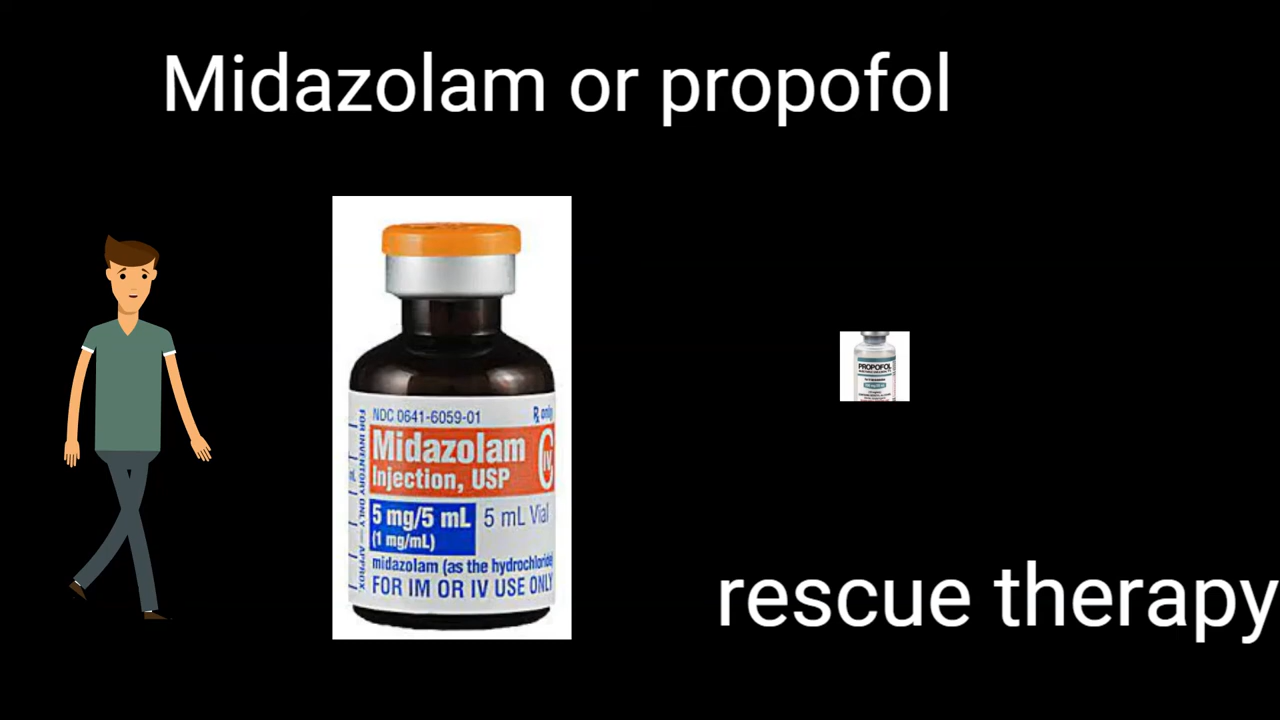 Midazolam or propofol
NDC 0641-6059-01 Rx only
Midazolam CIV
Injection, USP
5 mg/5 mL 5 mL Vial
(1 mg/mL)
midazolam (as the hydrochloride)
FOR IM OR IV USE ONLY
FOR INVENTORY ONLY — APPROX.
PROPOFOL
rescue therapy